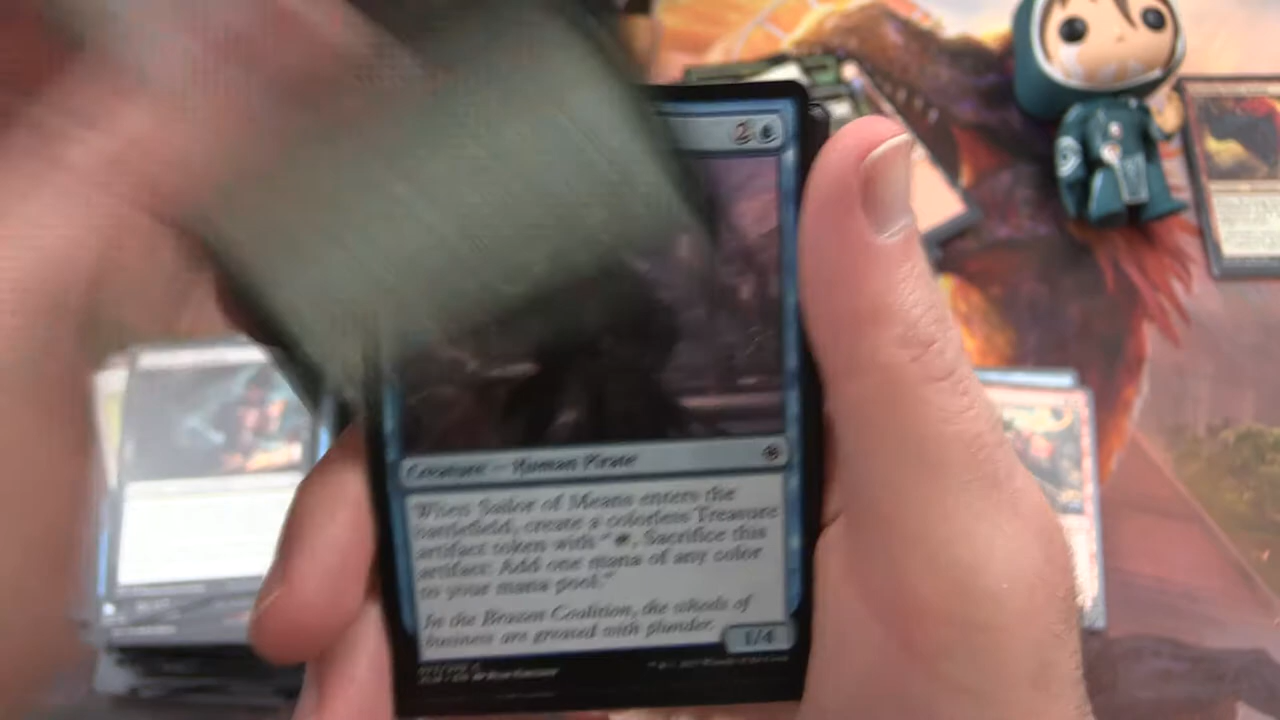 2
Creature — Human Pirate
When Sailor of Means enters the
battlefield, create a colorless Treasure
artifact token with “ , Sacrifice this
artifact: Add one mana of any color
to your mana pool.”
In the Brazen Coalition, the wheels of
business are greased with plunder.
1/4